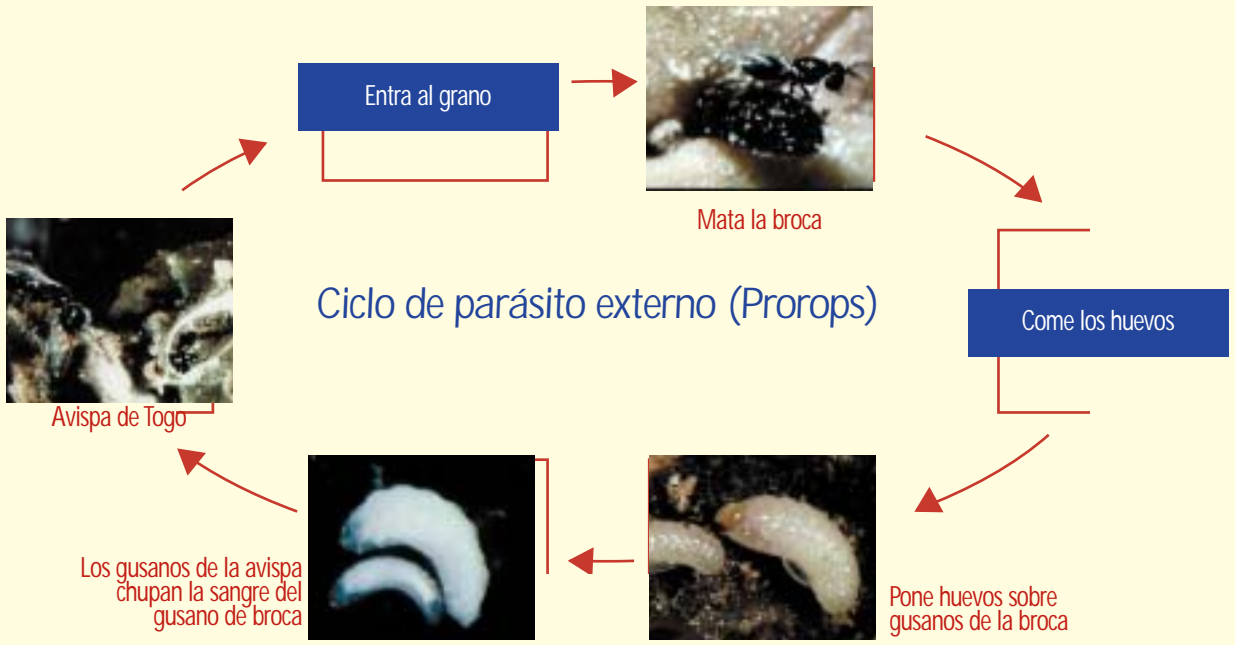 Entra al grano
Mata la broca
Ciclo de parásito externo (Prorops)
Come los huevos
Avispa de Togo
Los gusanos de la avispa
chupan la sangre del
gusano de broca
Pone huevos sobre
gusanos de la broca